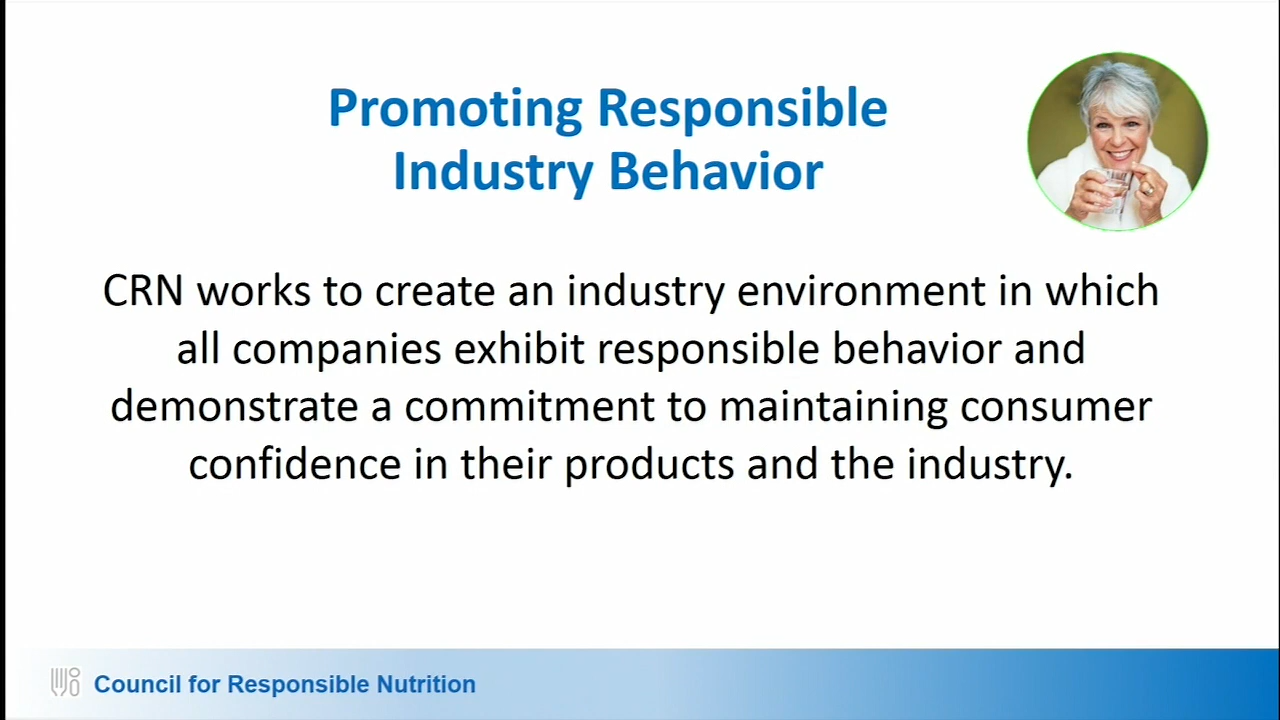 Promoting Responsible
Industry Behavior
CRN works to create an industry environment in which
all companies exhibit responsible behavior and
demonstrate a commitment to maintaining consumer
confidence in their products and the industry.
Council for Responsible Nutrition